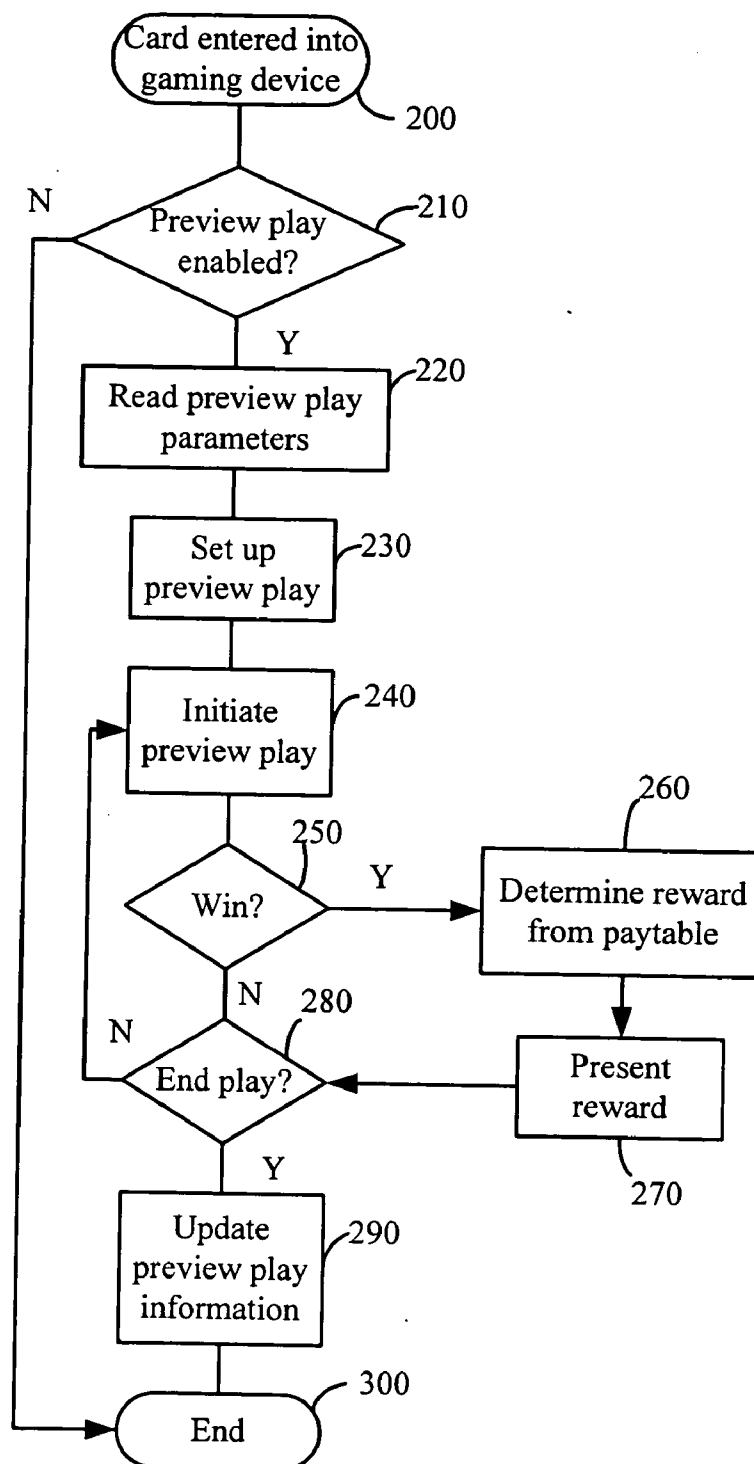 Card entered into
gaming device
200
N
210
Preview play
enabled?
Y
220
Read preview play
parameters
230
Set up
preview play
240
Initiate
preview play
250
Win?
Y
260
Determine reward
from paytable
N
280
N
End play?
Present
reward
270
Y
290
Update
preview play
information
300
End